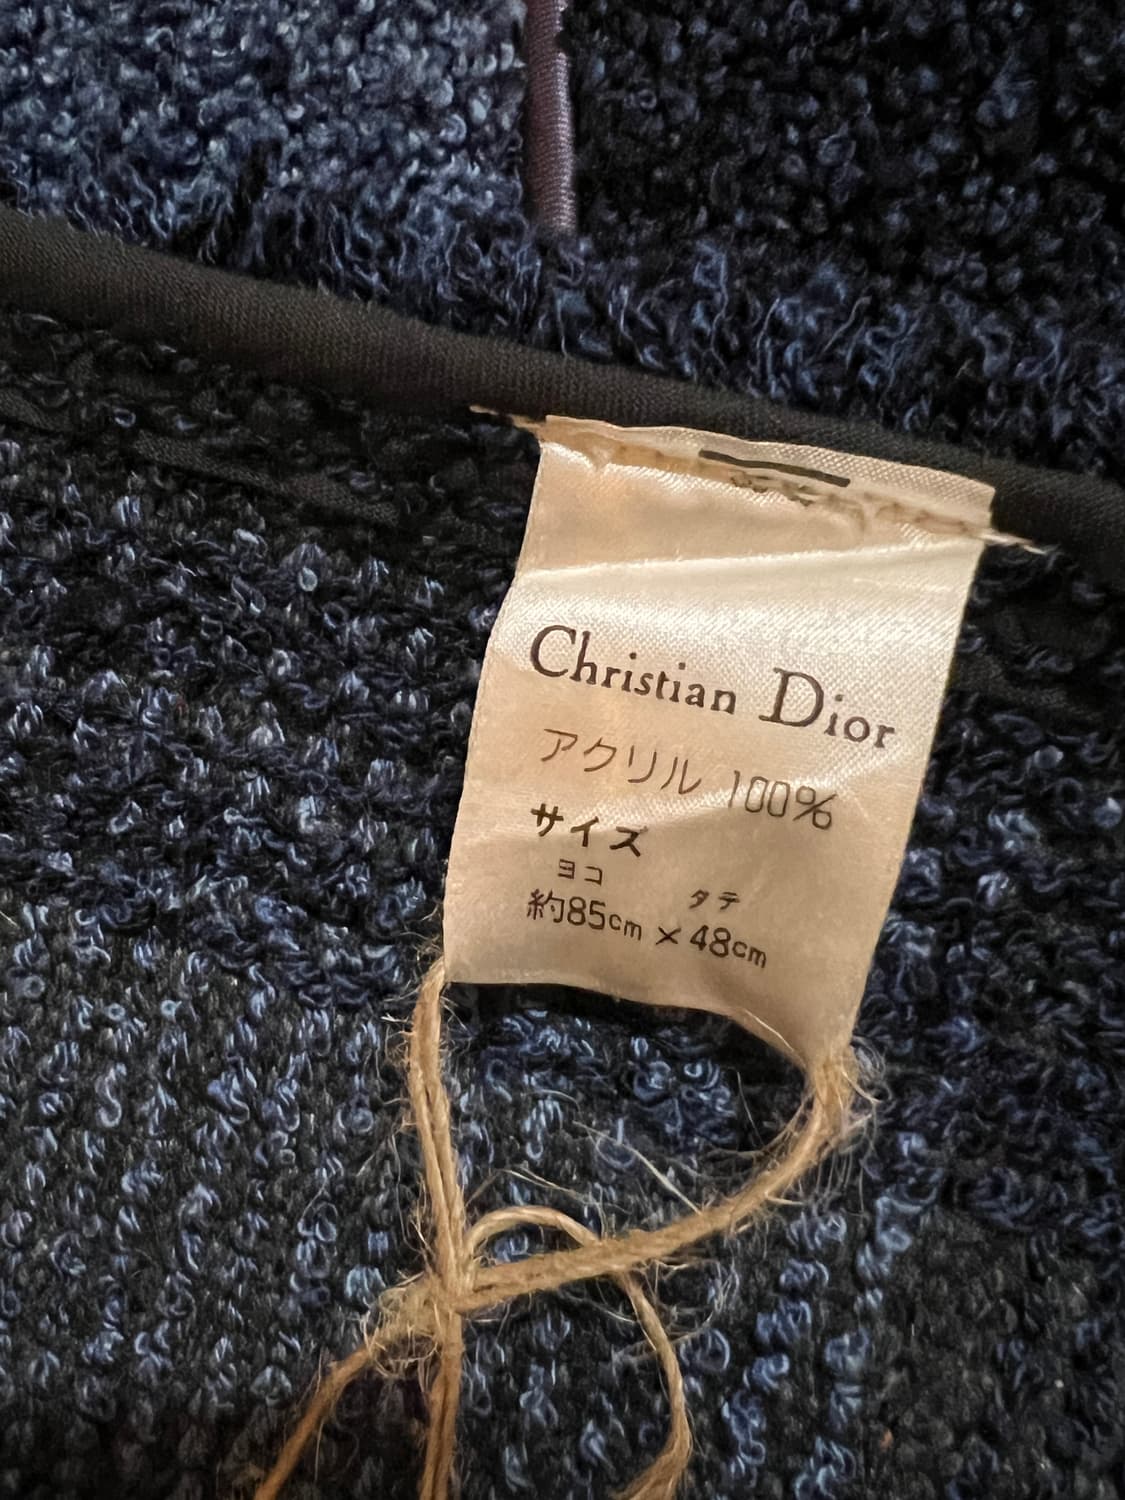 Christian Dior
アクリル 100%
サイズ
ヨコ タテ
約85cm × 48cm